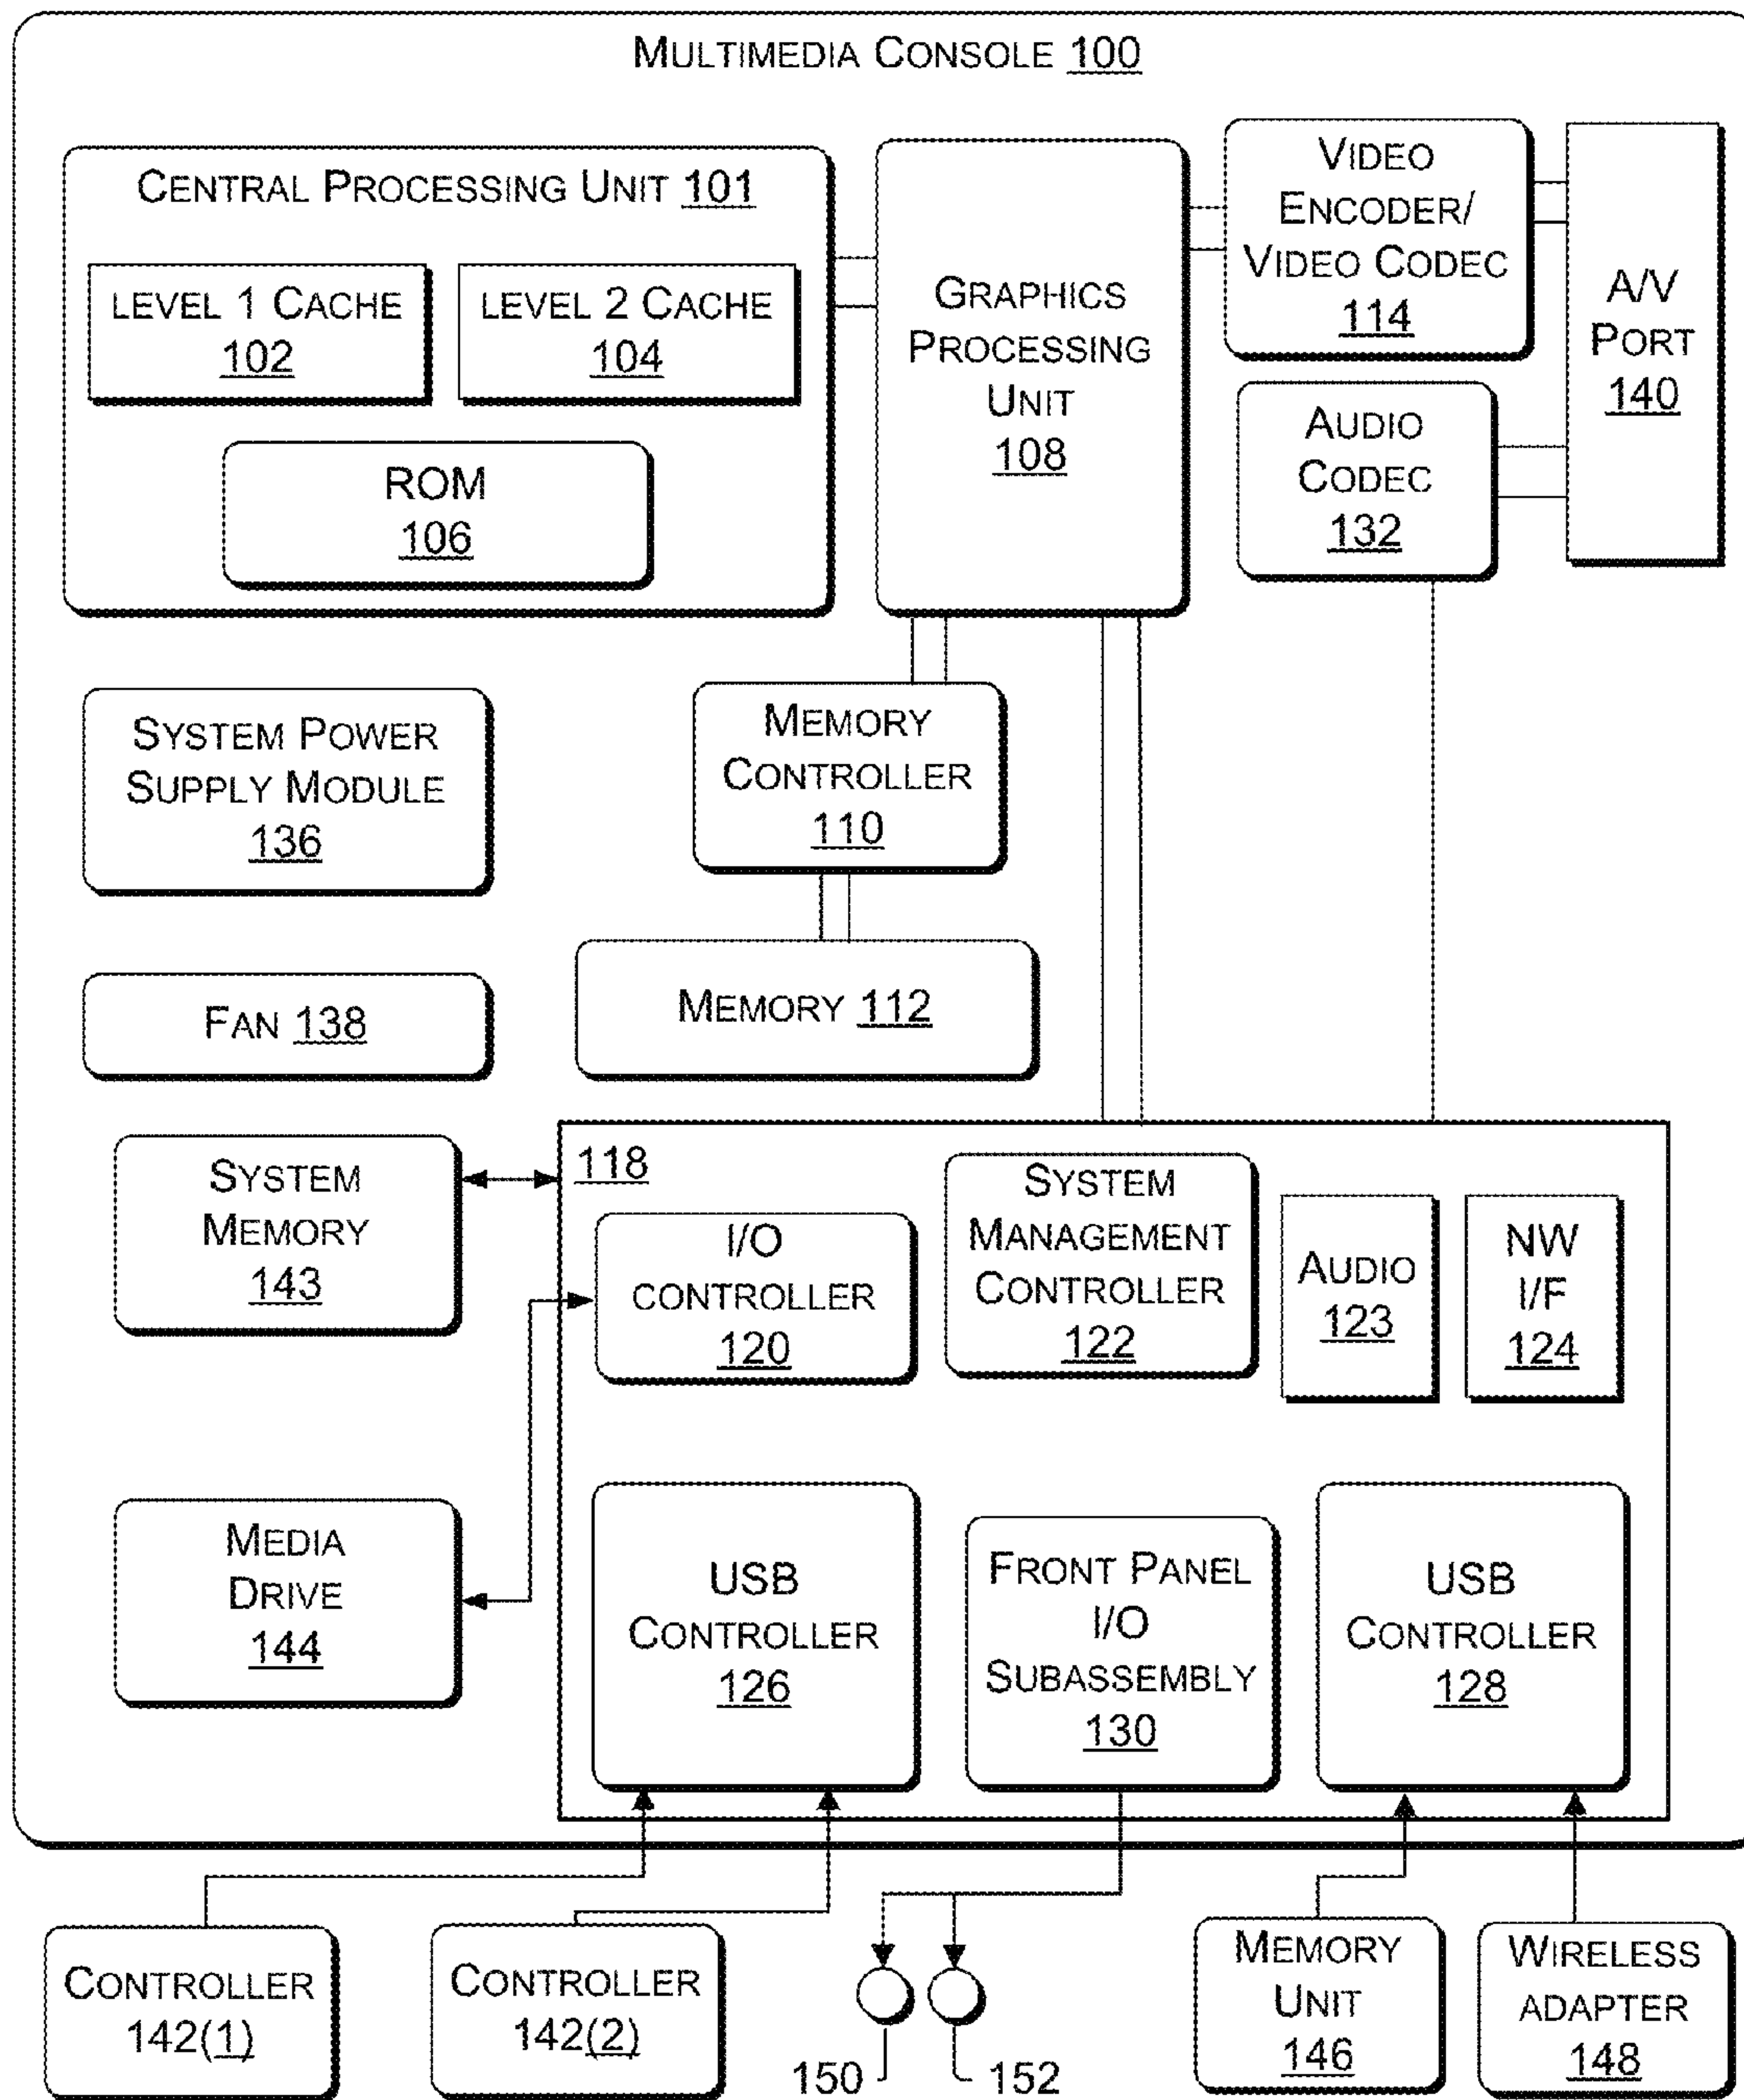 MULTIMEDIA CONSOLE 100
CENTRAL PROCESSING UNIT 101
LEVEL 1 CACHE
102
LEVEL 2 CACHE
104
ROM
106
GRAPHICS
PROCESSING
UNIT
108
VIDEO
ENCODER/
VIDEO CODEC
114
AUDIO
CODEC
132
A/V
PORT
140
SYSTEM POWER
SUPPLY MODULE
136
MEMORY
CONTROLLER
110
FAN 138
MEMORY 112
SYSTEM
MEMORY
143
118
I/O
CONTROLLER
120
SYSTEM
MANAGEMENT
CONTROLLER
122
AUDIO
123
NW
I/F
124
MEDIA
DRIVE
144
USB
CONTROLLER
126
FRONT PANEL
I/O
SUBASSEMBLY
130
USB
CONTROLLER
128
CONTROLLER
142(1)
CONTROLLER
142(2)
150
152
MEMORY
UNIT
146
WIRELESS
ADAPTER
148